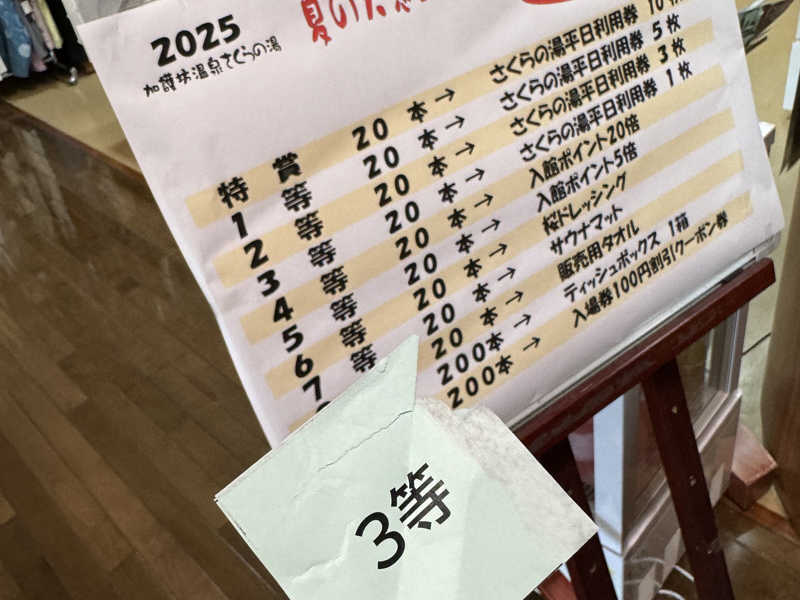 2025
加護坊温泉さくらの湯
夏の
特賞 20本→ さくらの湯平日利用券 10枚
1等 20本→ さくらの湯平日利用券 5枚
2等 20本→ さくらの湯平日利用券 3枚
3等 20本→ さくらの湯平日利用券 1枚
4等 20本→ 入館ポイント20倍
5等 20本→ 入館ポイント5倍
6等 20本→ 桜ドレッシング
7等 20本→ サウナマット
20本→ 販売用タオル
200本→ ティッシュボックス 1箱
200本→ 入場券100円割引クーポン券
3等